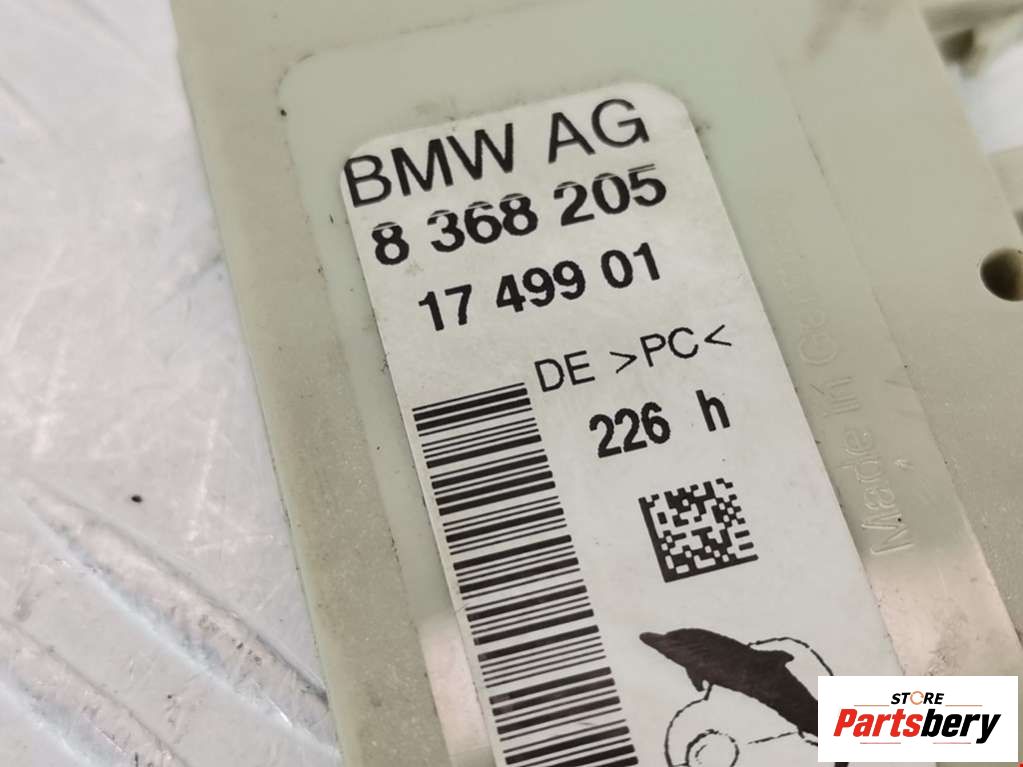 BMW AG
8 368 205
17 499 01
DE >PC<
226 h
Made in Germany
STORE
Partsbery